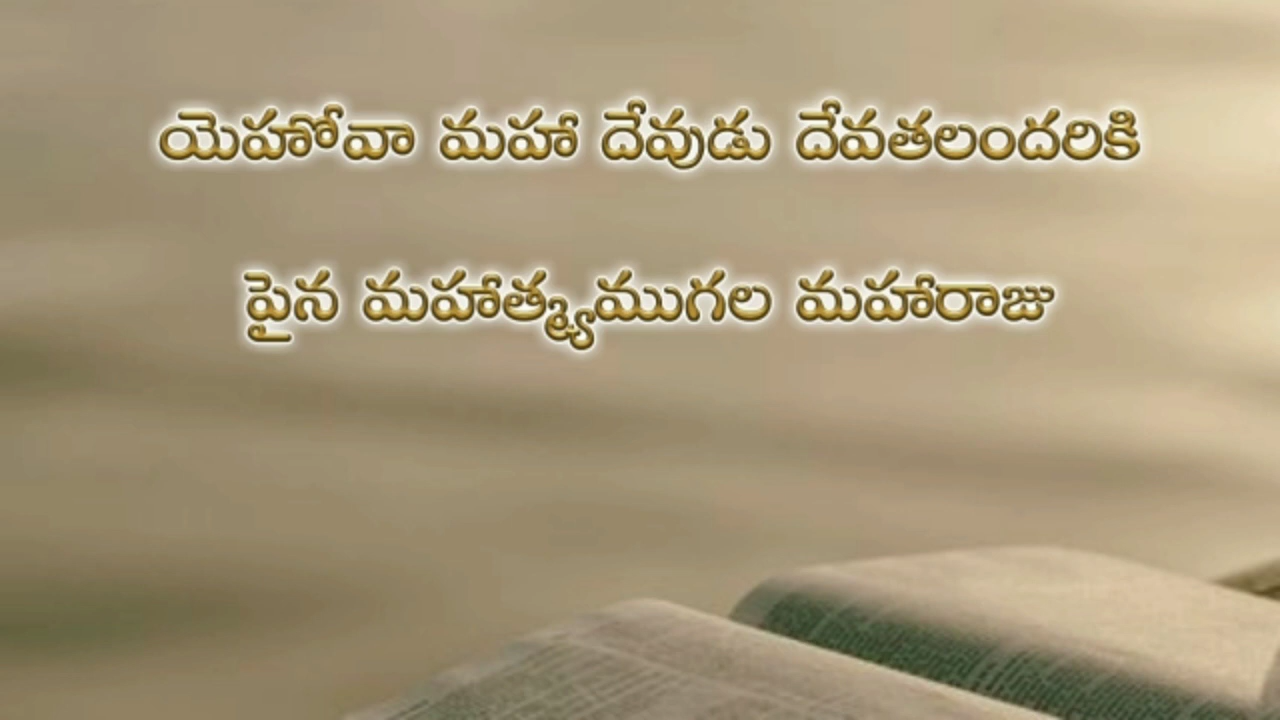 యెహోవా మహా దేవుడు దేవతలందరికి
పైన మహాత్మ్యముగల మహారాజు